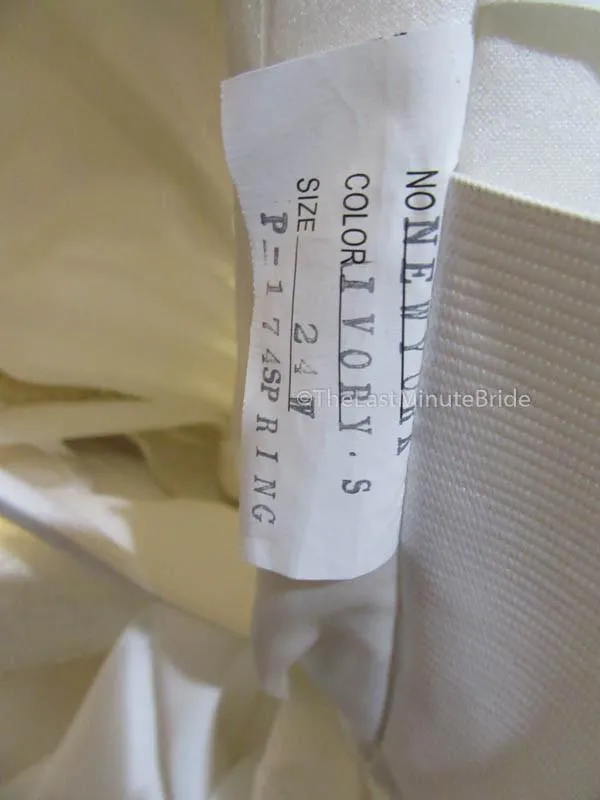 NO NEWYORK
COLOR IVORY.S
SIZE 24W
P-174SPRING
©TheLastMinuteBride